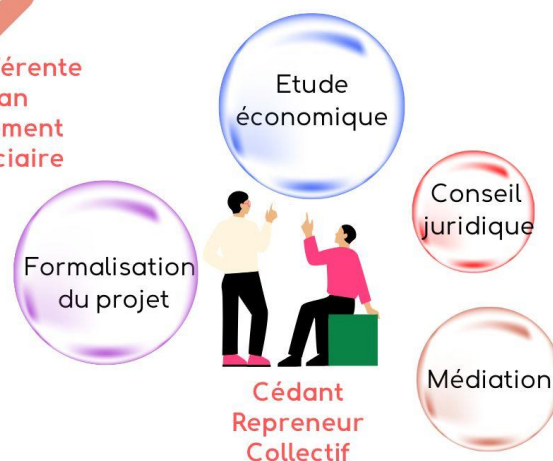 Etude
économique
Conseil
juridique
Formalisation
du projet
Médiation
Cédant
Repreneur
Collectif